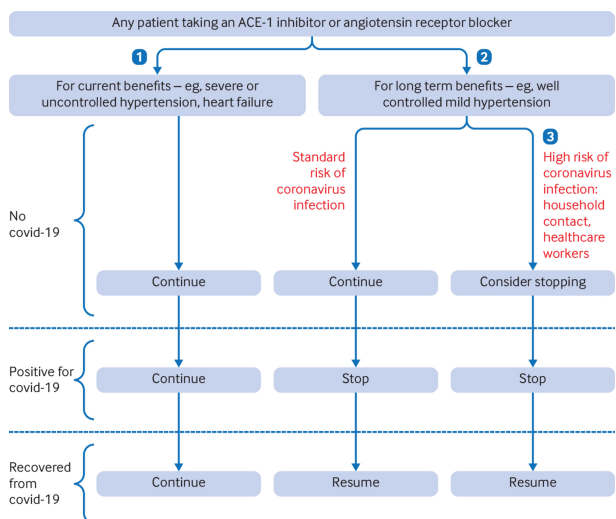 Any patient taking an ACE-1 inhibitor or angiotensin receptor blocker
1
2
For current benefits – eg, severe or
uncontrolled hypertension, heart failure
For long term benefits – eg, well
controlled mild hypertension
3
Standard
risk of
coronavirus
infection
High risk of
coronavirus
infection:
household
contact,
healthcare
workers
No
covid-19
Continue
Continue
Consider stopping
Positive for
covid-19
Continue
Stop
Stop
Recovered
from
covid-19
Continue
Resume
Resume